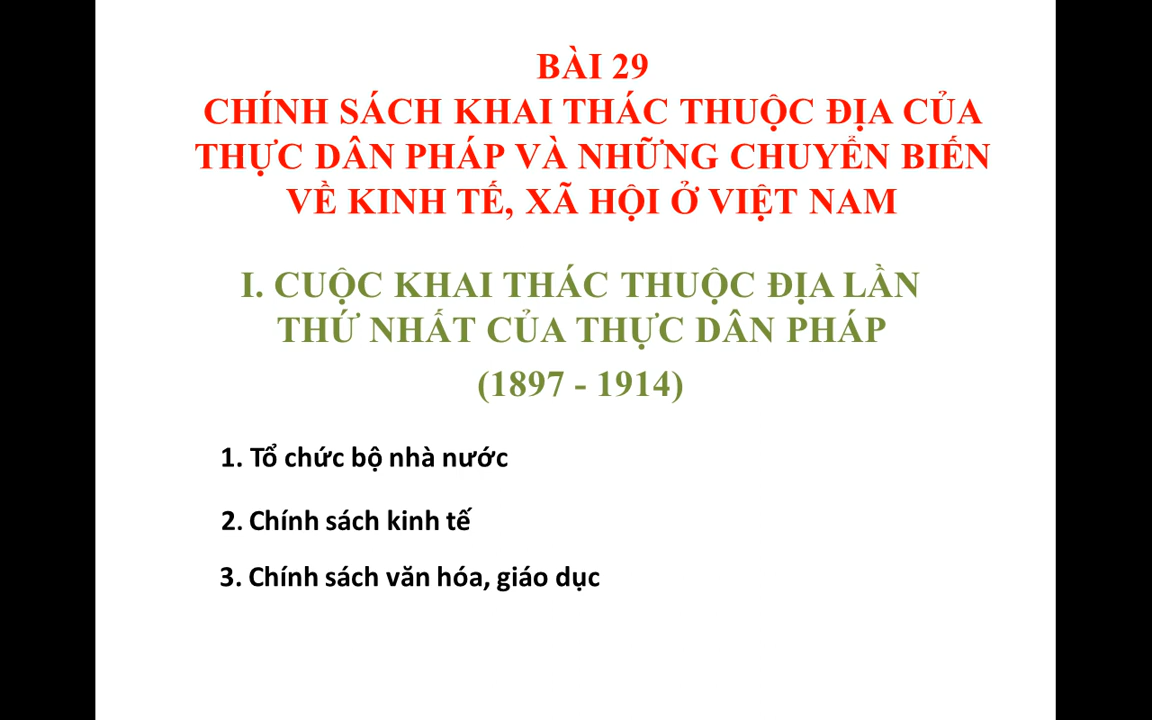 BÀI 29
CHÍNH SÁCH KHAI THÁC THUỘC ĐỊA CỦA
THỰC DÂN PHÁP VÀ NHỮNG CHUYỂN BIẾN
VỀ KINH TẾ, XÃ HỘI Ở VIỆT NAM
I. CUỘC KHAI THÁC THUỘC ĐỊA LẦN
THỨ NHẤT CỦA THỰC DÂN PHÁP
(1897 - 1914)
1. Tổ chức bộ nhà nước
2. Chính sách kinh tế
3. Chính sách văn hóa, giáo dục